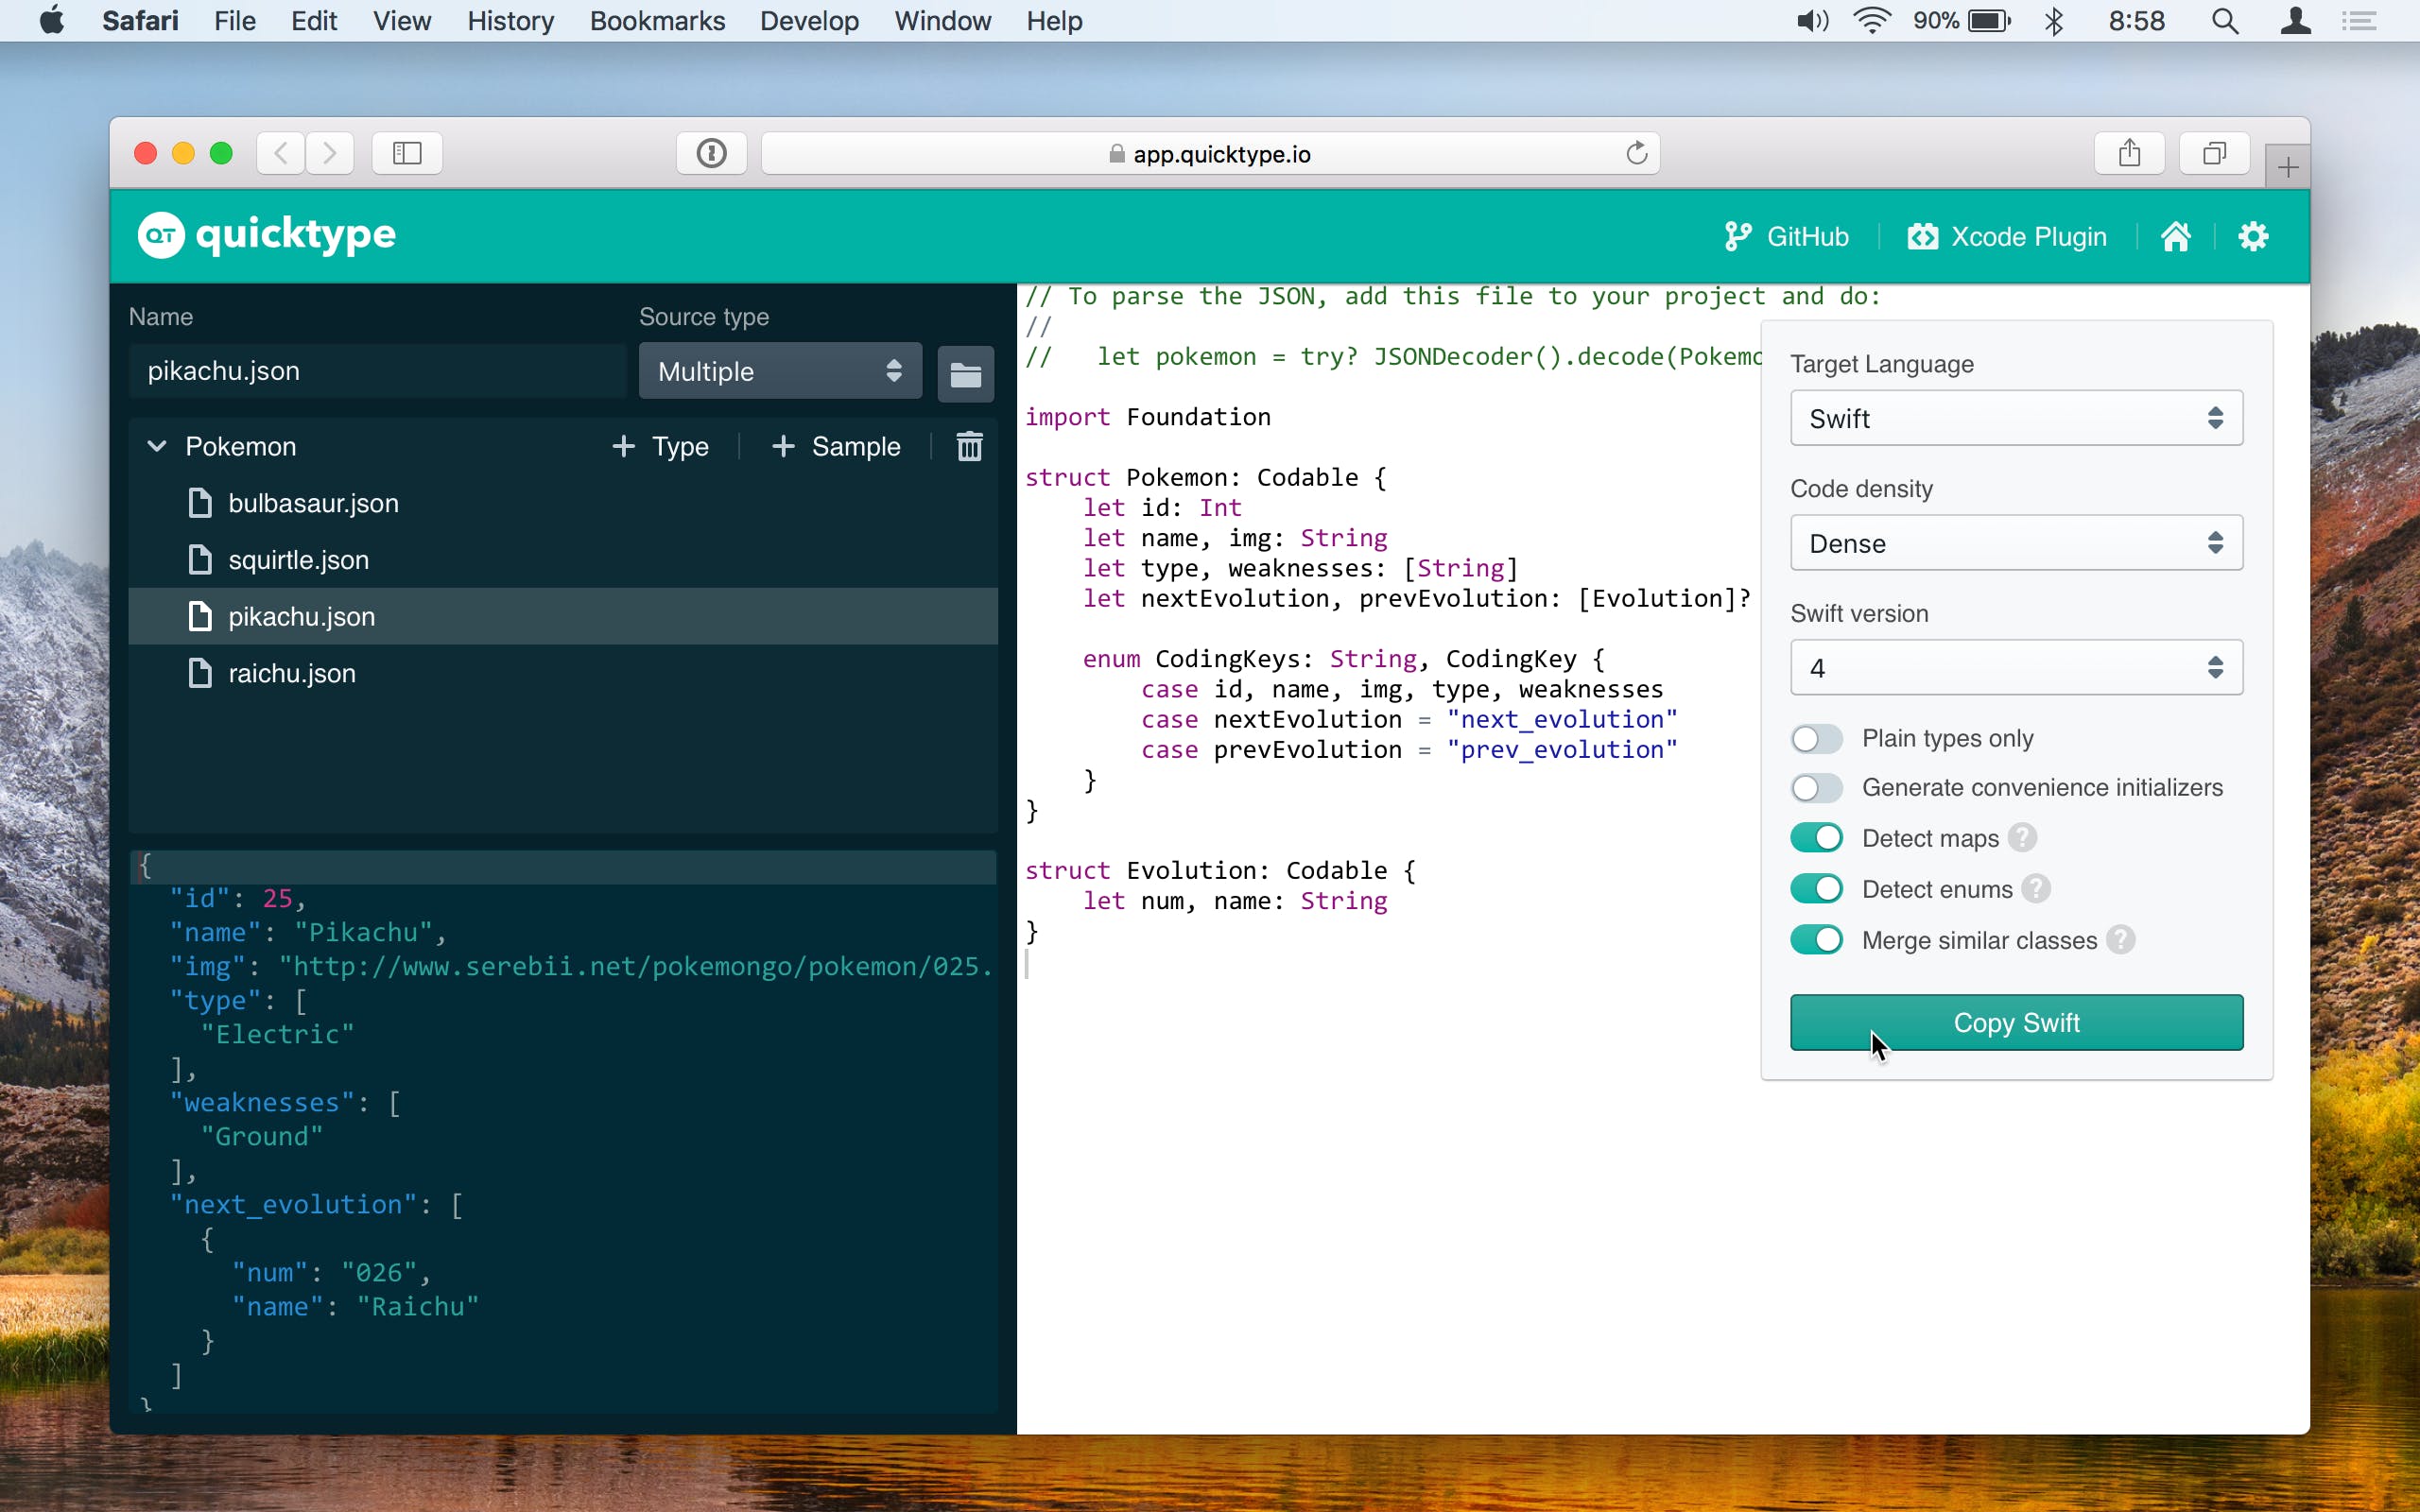 Safari File Edit View History Bookmarks Develop Window Help 90% 8:58
app.quicktype.io
QT quicktype
GitHub Xcode Plugin
Name Source type
pikachu.json Multiple
Pokemon + Type + Sample
bulbasaur.json
squirtle.json
pikachu.json
raichu.json
{
"id": 25,
"name": "Pikachu",
"img": "http://www.serebii.net/pokemongo/pokemon/025.
"type": [
"Electric"
],
"weaknesses": [
"Ground"
],
"next_evolution": [
{
"num": "026",
"name": "Raichu"
}
]
}
// To parse the JSON, add this file to your project and do:
//
// let pokemon = try? JSONDecoder().decode(Pokemo
import Foundation
struct Pokemon: Codable {
let id: Int
let name, img: String
let type, weaknesses: [String]
let nextEvolution, prevEvolution: [Evolution]?
enum CodingKeys: String, CodingKey {
case id, name, img, type, weaknesses
case nextEvolution = "next_evolution"
case prevEvolution = "prev_evolution"
}
}
struct Evolution: Codable {
let num, name: String
}
Target Language
Swift
Code density
Dense
Swift version
4
Plain types only
Generate convenience initializers
Detect maps ?
Detect enums ?
Merge similar classes ?
Copy Swift